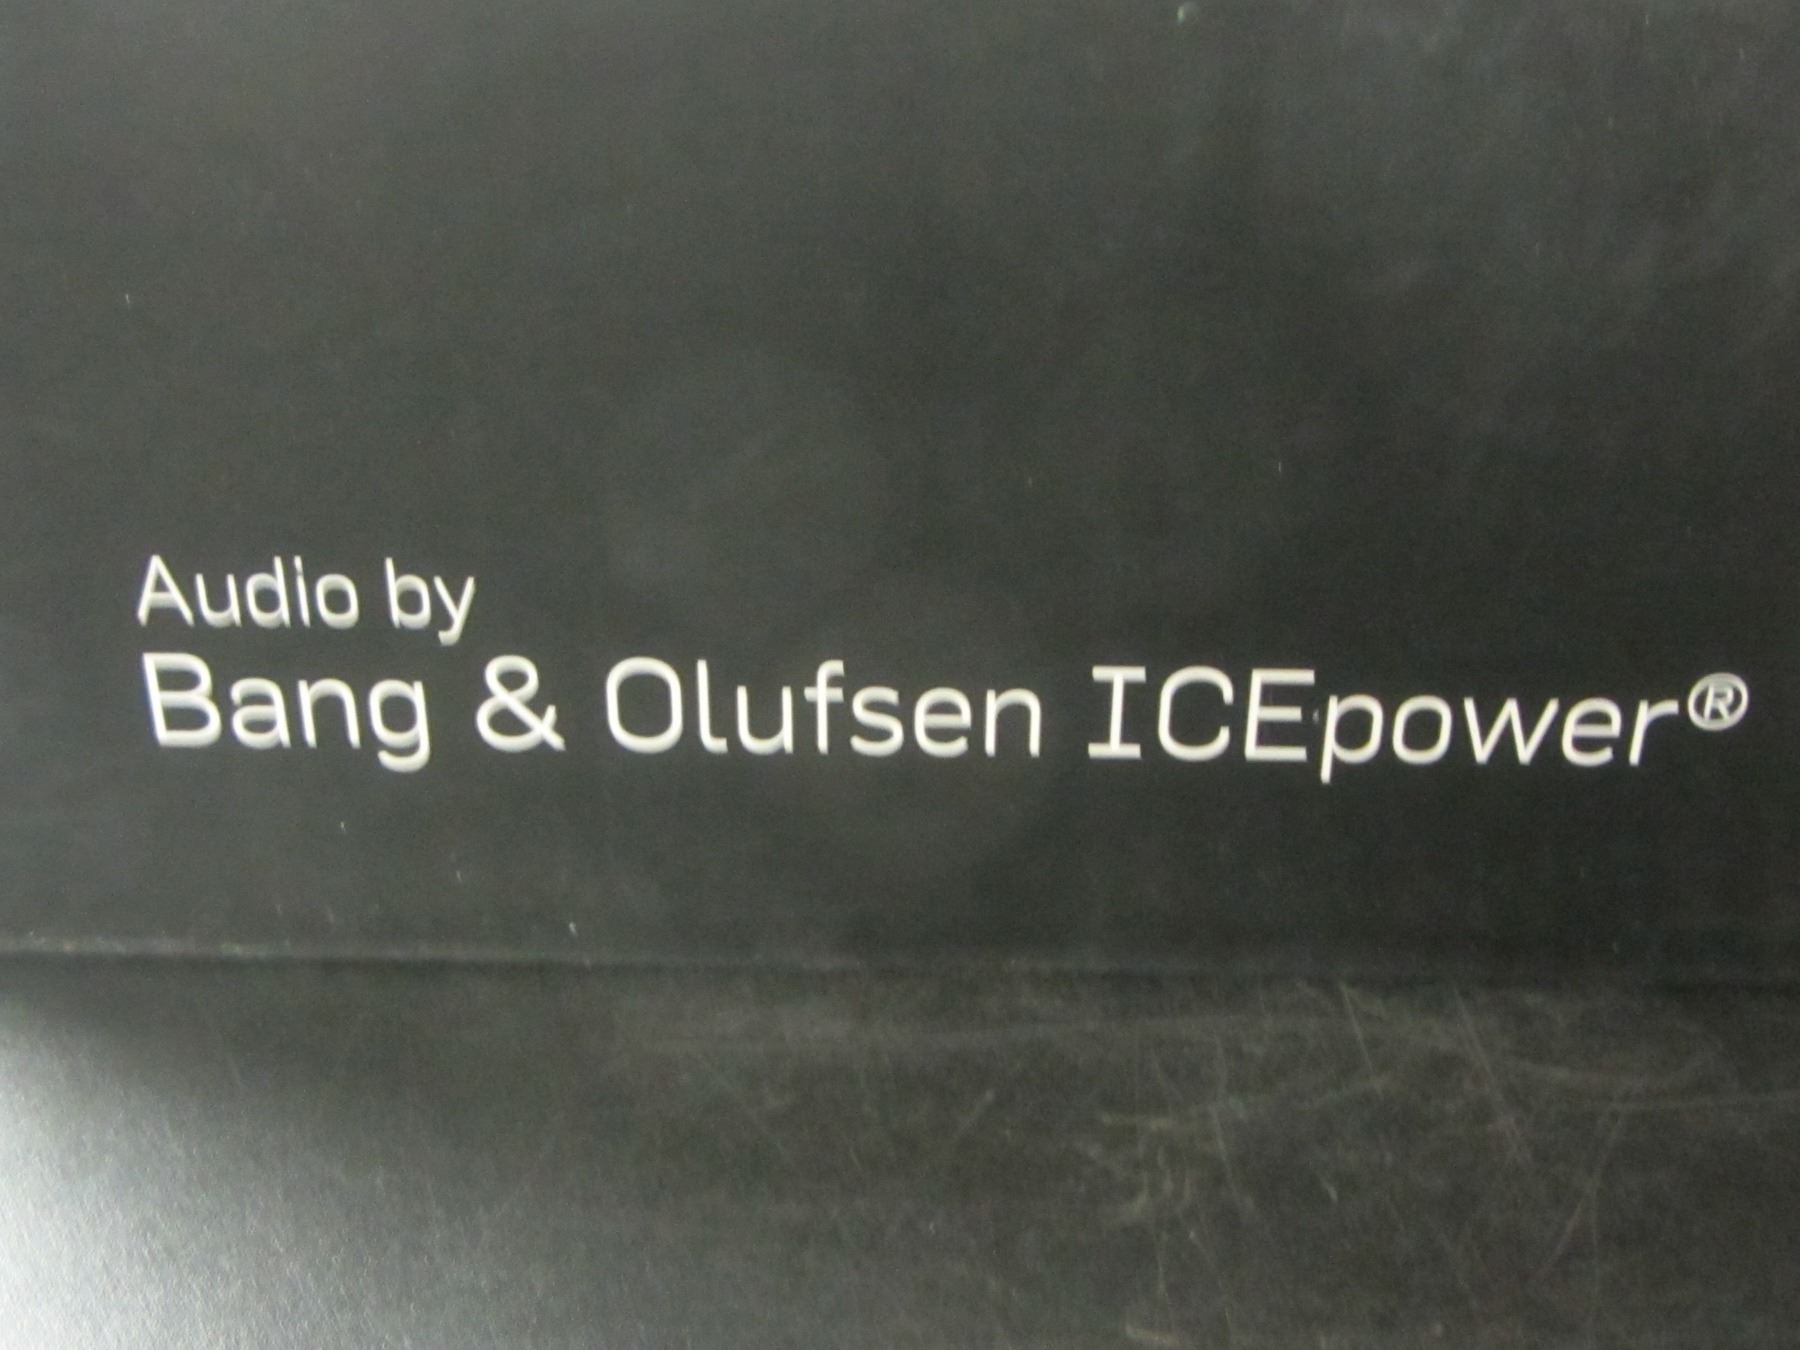 Audio by
Bang & Olufsen ICEpower®